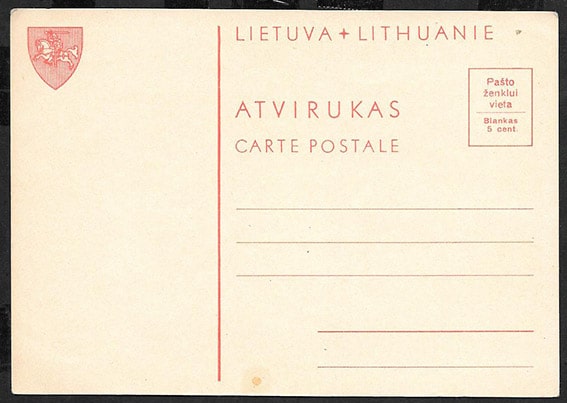 LIETUVA + LITHUANIE
ATVIRUKAS
CARTE POSTALE
Pašto
ženklui
vieta
Blankas
5 cent.